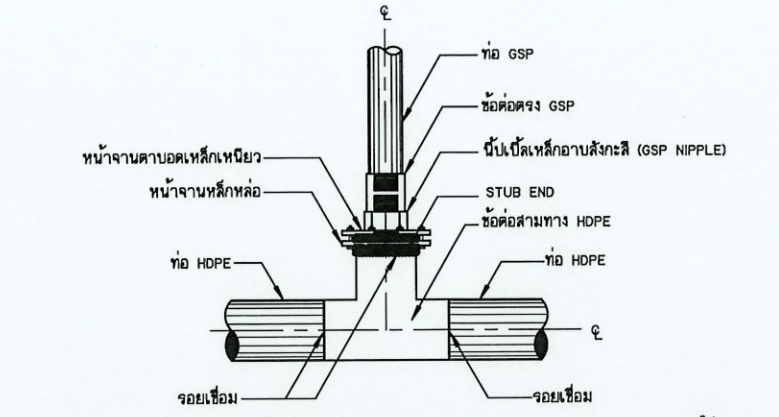 ℄
ท่อ GSP
ข้อต่อตรง GSP
หน้าจานตาบอดเหล็กเหนียว
นิ้ปเปิ้ลเหล็กอาบสังกะสี (GSP NIPPLE)
หน้าจานหลักหล่อ
STUB END
ข้อต่อสามทาง HDPE
ท่อ HDPE
ท่อ HDPE
℄
รอยเชื่อม
รอยเชื่อม